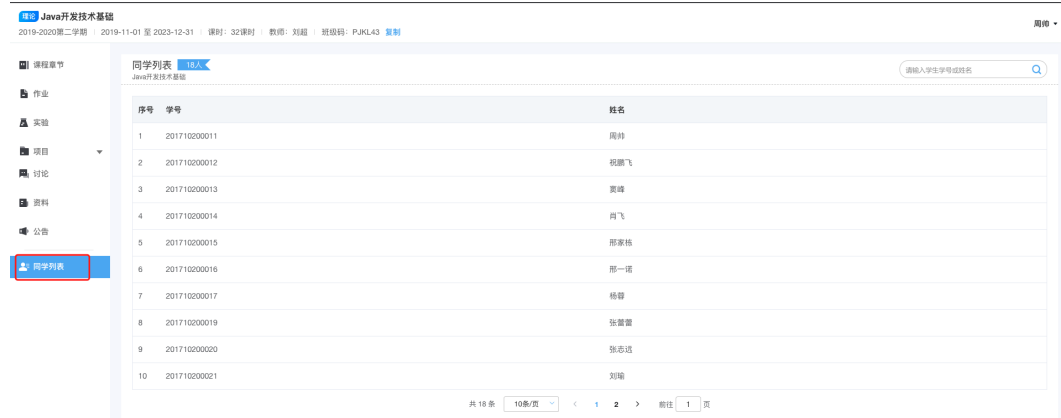 理论 Java开发技术基础
2019-2020第二学期 | 2019-11-01 至 2023-12-31 | 课时：32课时 | 教师：刘超 | 班级码：PJKL43 复制
周帅
课程章节
作业
实验
项目
讨论
资料
公告
同学列表
同学列表 18人
Java开发技术基础
请输入学生学号或姓名
序号 学号 姓名
1 201710200011 周帅
2 201710200012 祝鹏飞
3 201710200013 窦峰
4 201710200014 肖飞
5 201710200015 邢家栋
6 201710200016 邢一诺
7 201710200017 杨蓉
8 201710200019 张蕾蕾
9 201710200020 张志远
10 201710200021 刘瑜
共 18 条 10条/页 < 1 2 > 前往 1 页